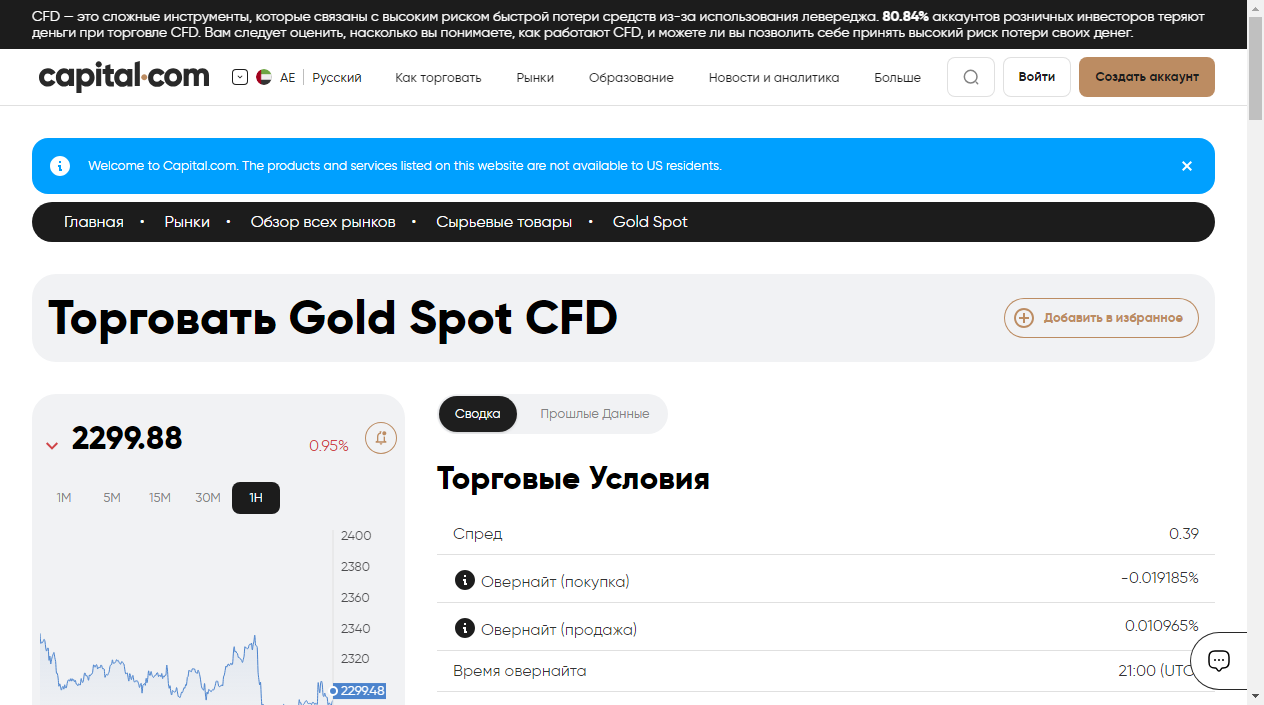 CFD — это сложные инструменты, которые связаны с высоким риском быстрой потери средств из-за использования левереджа. 80.84% аккаунтов розничных инвесторов теряют
деньги при торговле CFD. Вам следует оценить, насколько вы понимаете, как работают CFD, и можете ли вы позволить себе принять высокий риск потери своих денег.
capital.com AE Русский Как торговать Рынки Образование Новости и аналитика Больше Войти Создать аккаунт
Welcome to Capital.com. The products and services listed on this website are not available to US residents.
Главная • Рынки • Обзор всех рынков • Сырьевые товары • Gold Spot
Торговать Gold Spot CFD
Добавить в избранное
2299.88 0.95%
1M 5M 15M 30M 1H
2400
2380
2360
2340
2320
2299.48
Сводка Прошлые Данные
Торговые Условия
Спред 0.39
Овернайт (покупка) -0.019185%
Овернайт (продажа) 0.010965%
Время овернайта 21:00 (UTC